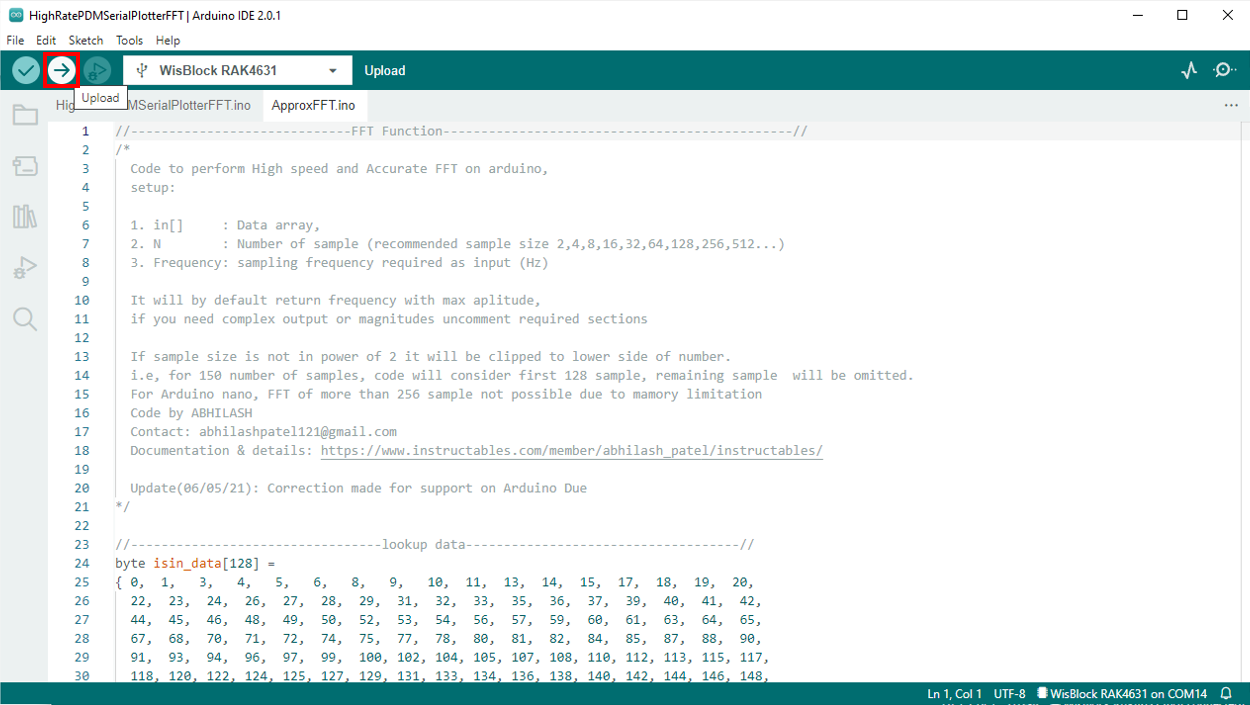 HighRatePDMSerialPlotterFFT | Arduino IDE 2.0.1
File Edit Sketch Tools Help
WisBlock RAK4631 Upload
Upload
MSerialPlotterFFT.ino ApproxFFT.ino
1 //-----------------------------FFT Function----------------------------------------------//
2 /*
3 Code to perform High speed and Accurate FFT on arduino,
4 setup:
5
6 1. in[] : Data array,
7 2. N : Number of sample (recommended sample size 2,4,8,16,32,64,128,256,512...)
8 3. Frequency: sampling frequency required as input (Hz)
9
10 It will by default return frequency with max aplitude,
11 if you need complex output or magnitudes uncomment required sections
12
13 If sample size is not in power of 2 it will be clipped to lower side of number.
14 i.e, for 150 number of samples, code will consider first 128 sample, remaining sample will be omitted.
15 For Arduino nano, FFT of more than 256 sample not possible due to mamory limitation
16 Code by ABHILASH
17 Contact: abhilashpatel121@gmail.com
18 Documentation & details: https://www.instructables.com/member/abhilash_patel/instructables/
19
20 Update(06/05/21): Correction made for support on Arduino Due
21 */
22
23 //---------------------------------lookup data------------------------------------//
24 byte isin_data[128] =
25 { 0, 1, 3, 4, 5, 6, 8, 9, 10, 11, 13, 14, 15, 17, 18, 19, 20,
26 22, 23, 24, 26, 27, 28, 29, 31, 32, 33, 35, 36, 37, 39, 40, 41, 42,
27 44, 45, 46, 48, 49, 50, 52, 53, 54, 56, 57, 59, 60, 61, 63, 64, 65,
28 67, 68, 70, 71, 72, 74, 75, 77, 78, 80, 81, 82, 84, 85, 87, 88, 90,
29 91, 93, 94, 96, 97, 99, 100, 102, 104, 105, 107, 108, 110, 112, 113, 115, 117,
30 118, 120, 122, 124, 125, 127, 129, 131, 133, 134, 136, 138, 140, 142, 144, 146, 148,
Ln 1, Col 1 UTF-8 WisBlock RAK4631 on COM14